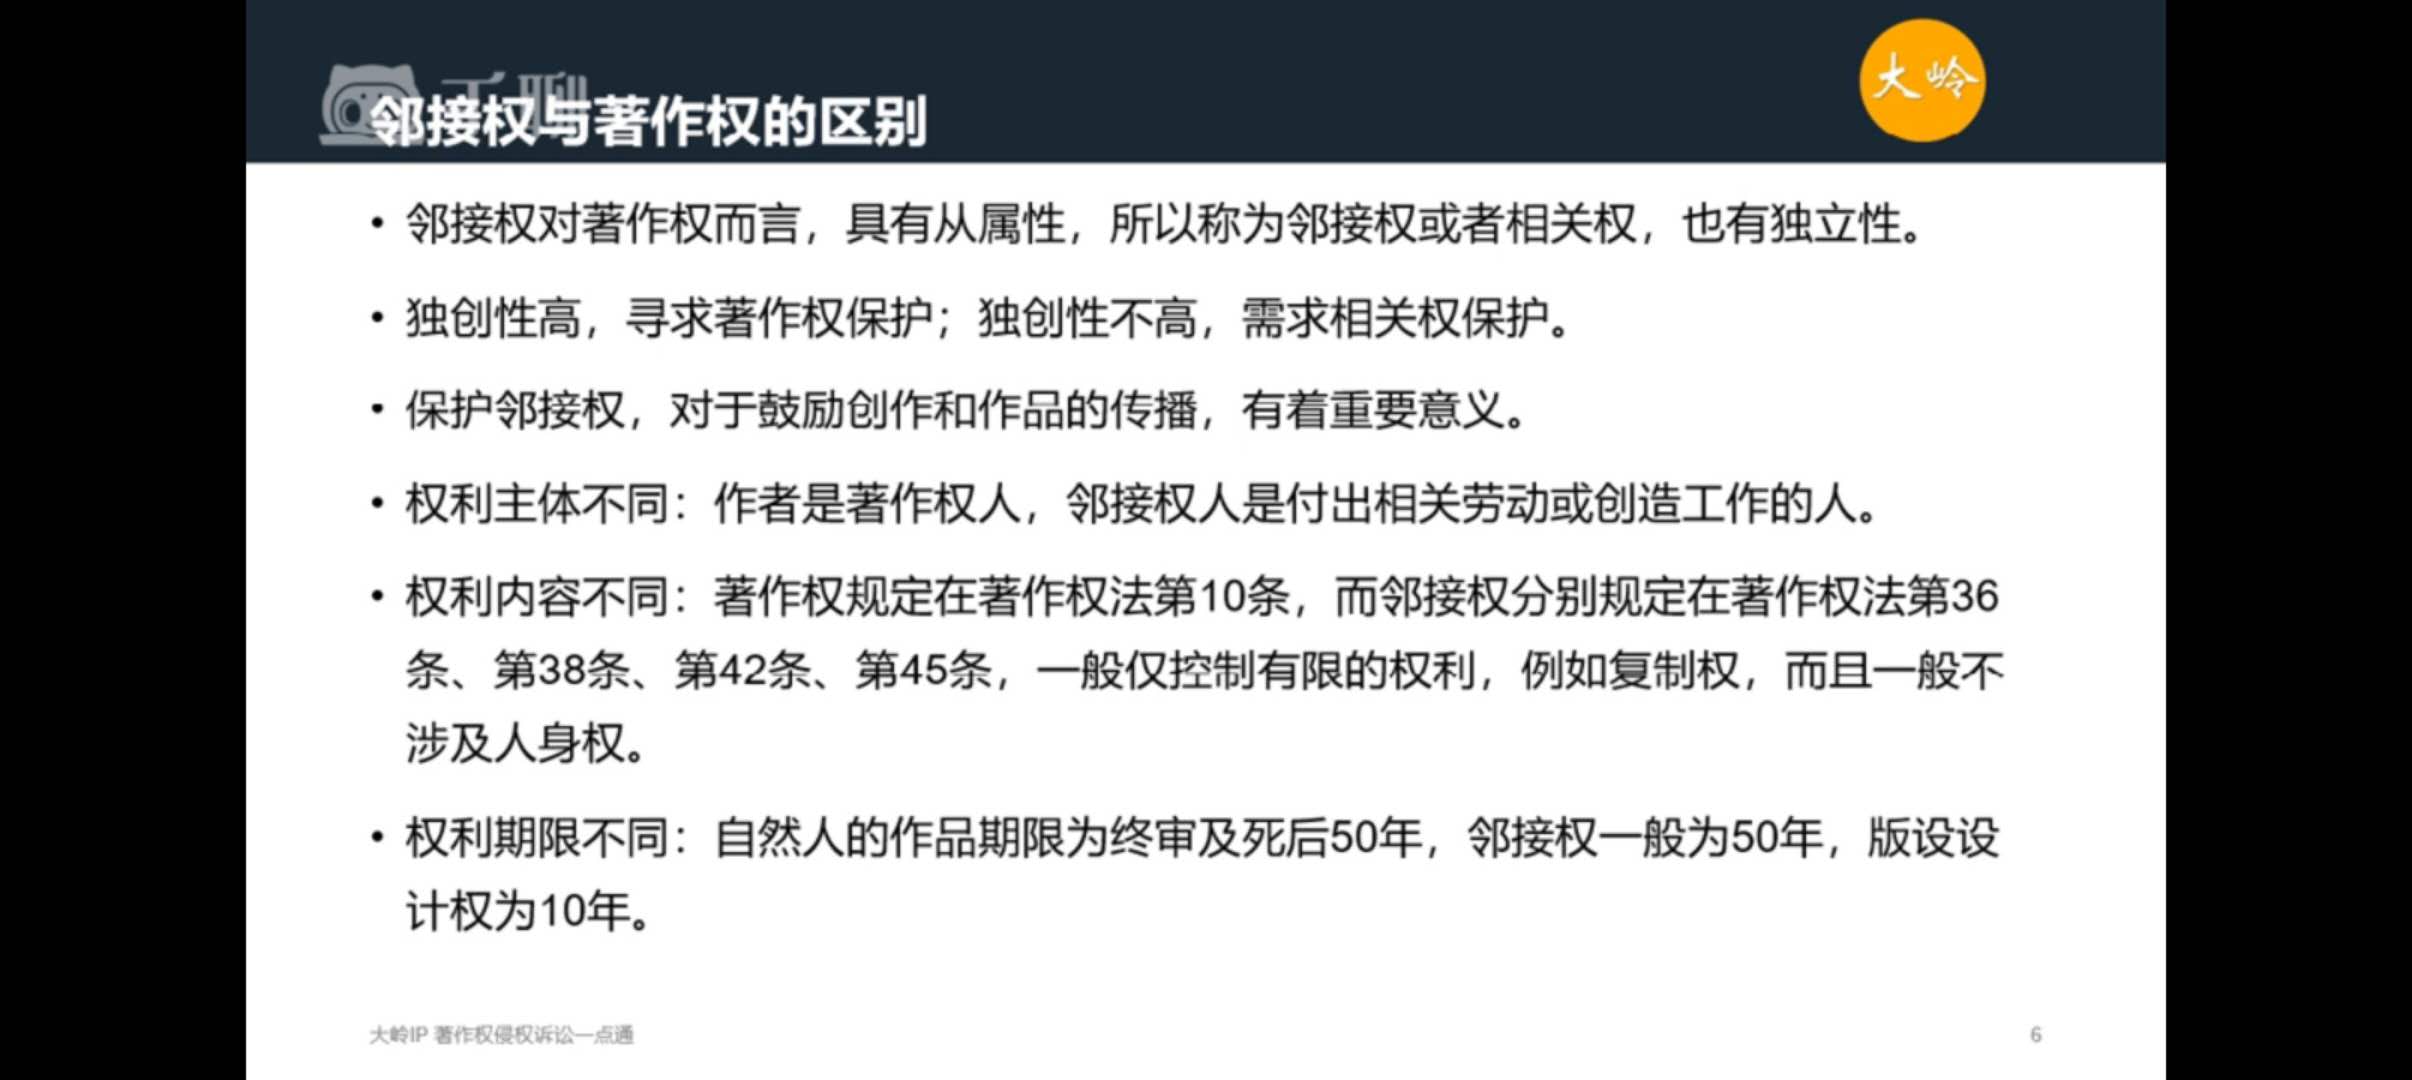 千聊
大岭
邻接权与著作权的区别
• 邻接权对著作权而言，具有从属性，所以称为邻接权或者相关权，也有独立性。
• 独创性高，寻求著作权保护；独创性不高，需求相关权保护。
• 保护邻接权，对于鼓励创作和作品的传播，有着重要意义。
• 权利主体不同：作者是著作权人，邻接权人是付出相关劳动或创造工作的人。
• 权利内容不同：著作权规定在著作权法第10条，而邻接权分别规定在著作权法第36
条、第38条、第42条、第45条，一般仅控制有限的权利，例如复制权，而且一般不
涉及人身权。
• 权利期限不同：自然人的作品期限为终审及死后50年，邻接权一般为50年，版设设
计权为10年。
大岭IP 著作权侵权诉讼一点通
6